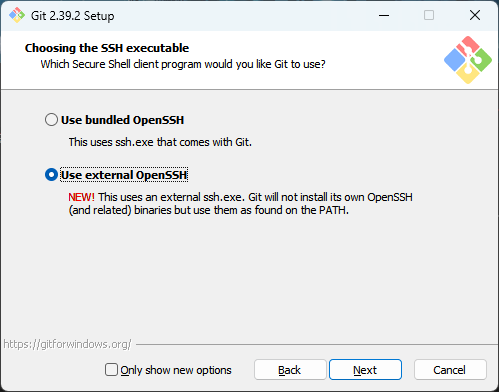 Git 2.39.2 Setup
Choosing the SSH executable
Which Secure Shell client program would you like Git to use?
Use bundled OpenSSH
This uses ssh.exe that comes with Git.
Use external OpenSSH
NEW! This uses an external ssh.exe. Git will not install its own OpenSSH
(and related) binaries but use them as found on the PATH.
https://gitforwindows.org/
Only show new options
Back
Next
Cancel